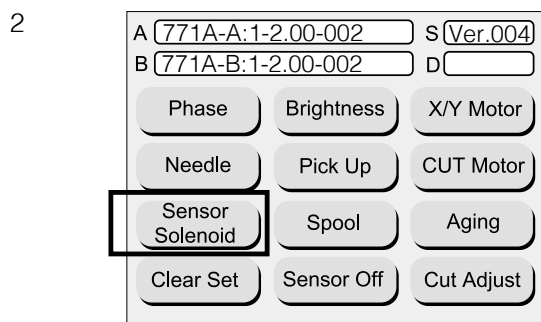 2
A 771A-A:1-2.00-002 S Ver.004
B 771A-B:1-2.00-002 D
Phase Brightness X/Y Motor
Needle Pick Up CUT Motor
Sensor Solenoid Spool Aging
Clear Set Sensor Off Cut Adjust